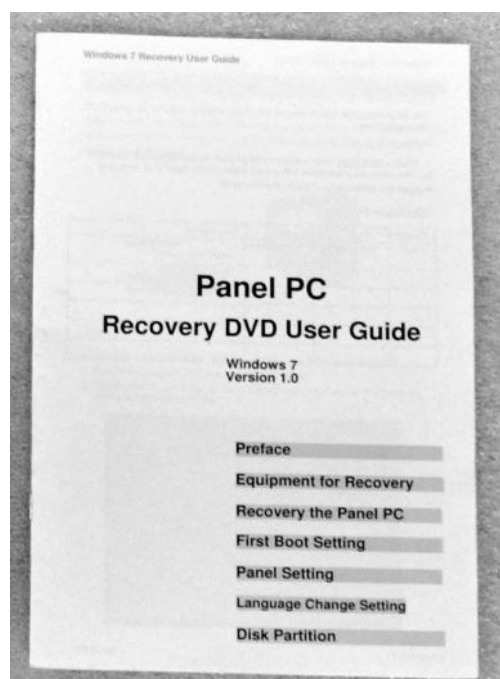 Windows 7 Recovery User Guide
Panel PC
Recovery DVD User Guide
Windows 7
Version 1.0
Preface
Equipment for Recovery
Recovery the Panel PC
First Boot Setting
Panel Setting
Language Change Setting
Disk Partition